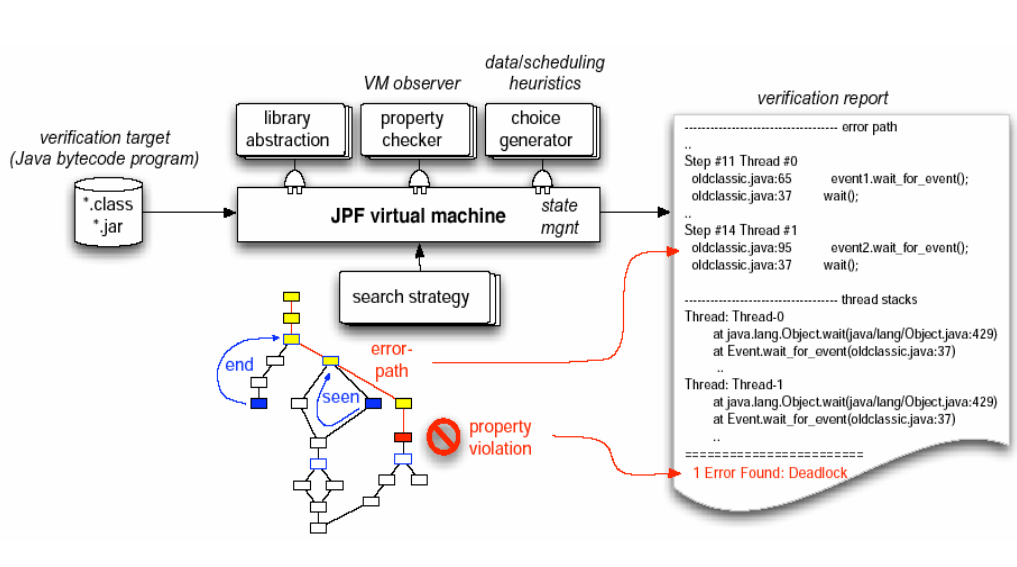 verification target
(Java bytecode program)
*.class
*.jar
VM observer
data/scheduling
heuristics
library
abstraction
property
checker
choice
generator
JPF virtual machine
state
mgnt
search strategy
end
seen
error-
path
property
violation
verification report
------------------------------------ error path
..
Step #11 Thread #0
oldclassic.java:65 event1.wait_for_event();
oldclassic.java:37 wait();
..
Step #14 Thread #1
oldclassic.java:95 event2.wait_for_event();
oldclassic.java:37 wait();
------------------------------------ thread stacks
Thread: Thread-0
at java.lang.Object.wait(java/lang/Object.java:429)
at Event.wait_for_event(oldclassic.java:37)
..
Thread: Thread-1
at java.lang.Object.wait(java/lang/Object.java:429)
at Event.wait_for_event(oldclassic.java:37)
..
========================
1 Error Found: Deadlock